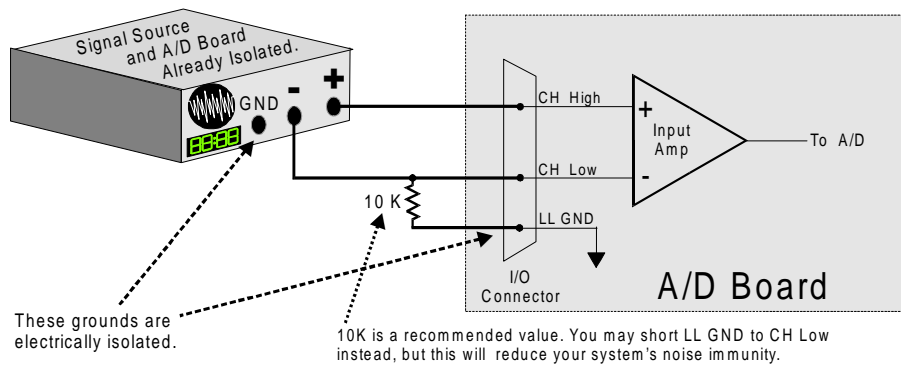 Signal Source
and A/D Board
Already Isolated.
GND
-
+
88:88
CH High
+
Input
Amp
To A/D
CH Low
-
10 K
LL GND
I/O
Connector
A/D Board
These grounds are
electrically isolated.
10K is a recommended value. You may short LL GND to CH Low
instead, but this will reduce your system's noise immunity.